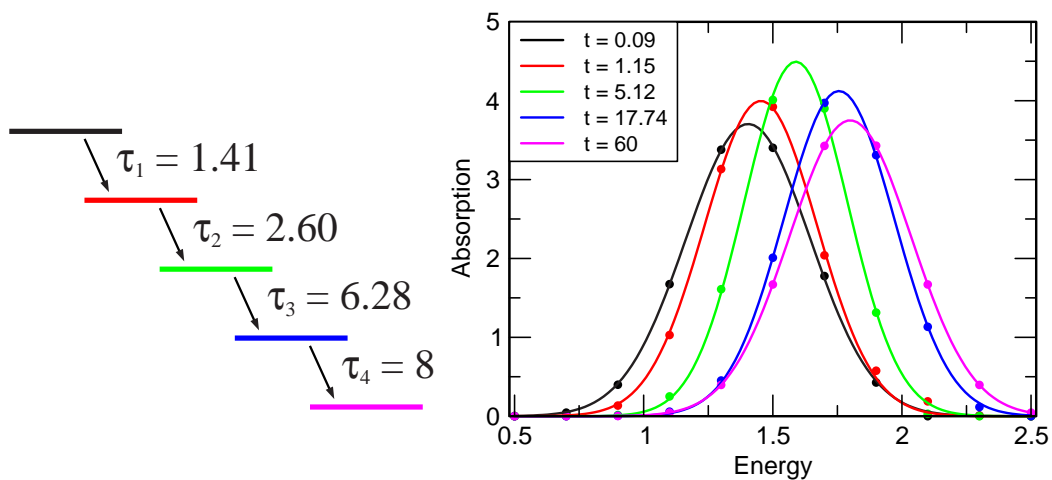 τ1 = 1.41
τ2 = 2.60
τ3 = 6.28
τ4 = 8
t = 0.09
t = 1.15
t = 5.12
t = 17.74
t = 60
Absorption
5
4
3
2
1
0
0.5 1 1.5 2 2.5
Energy